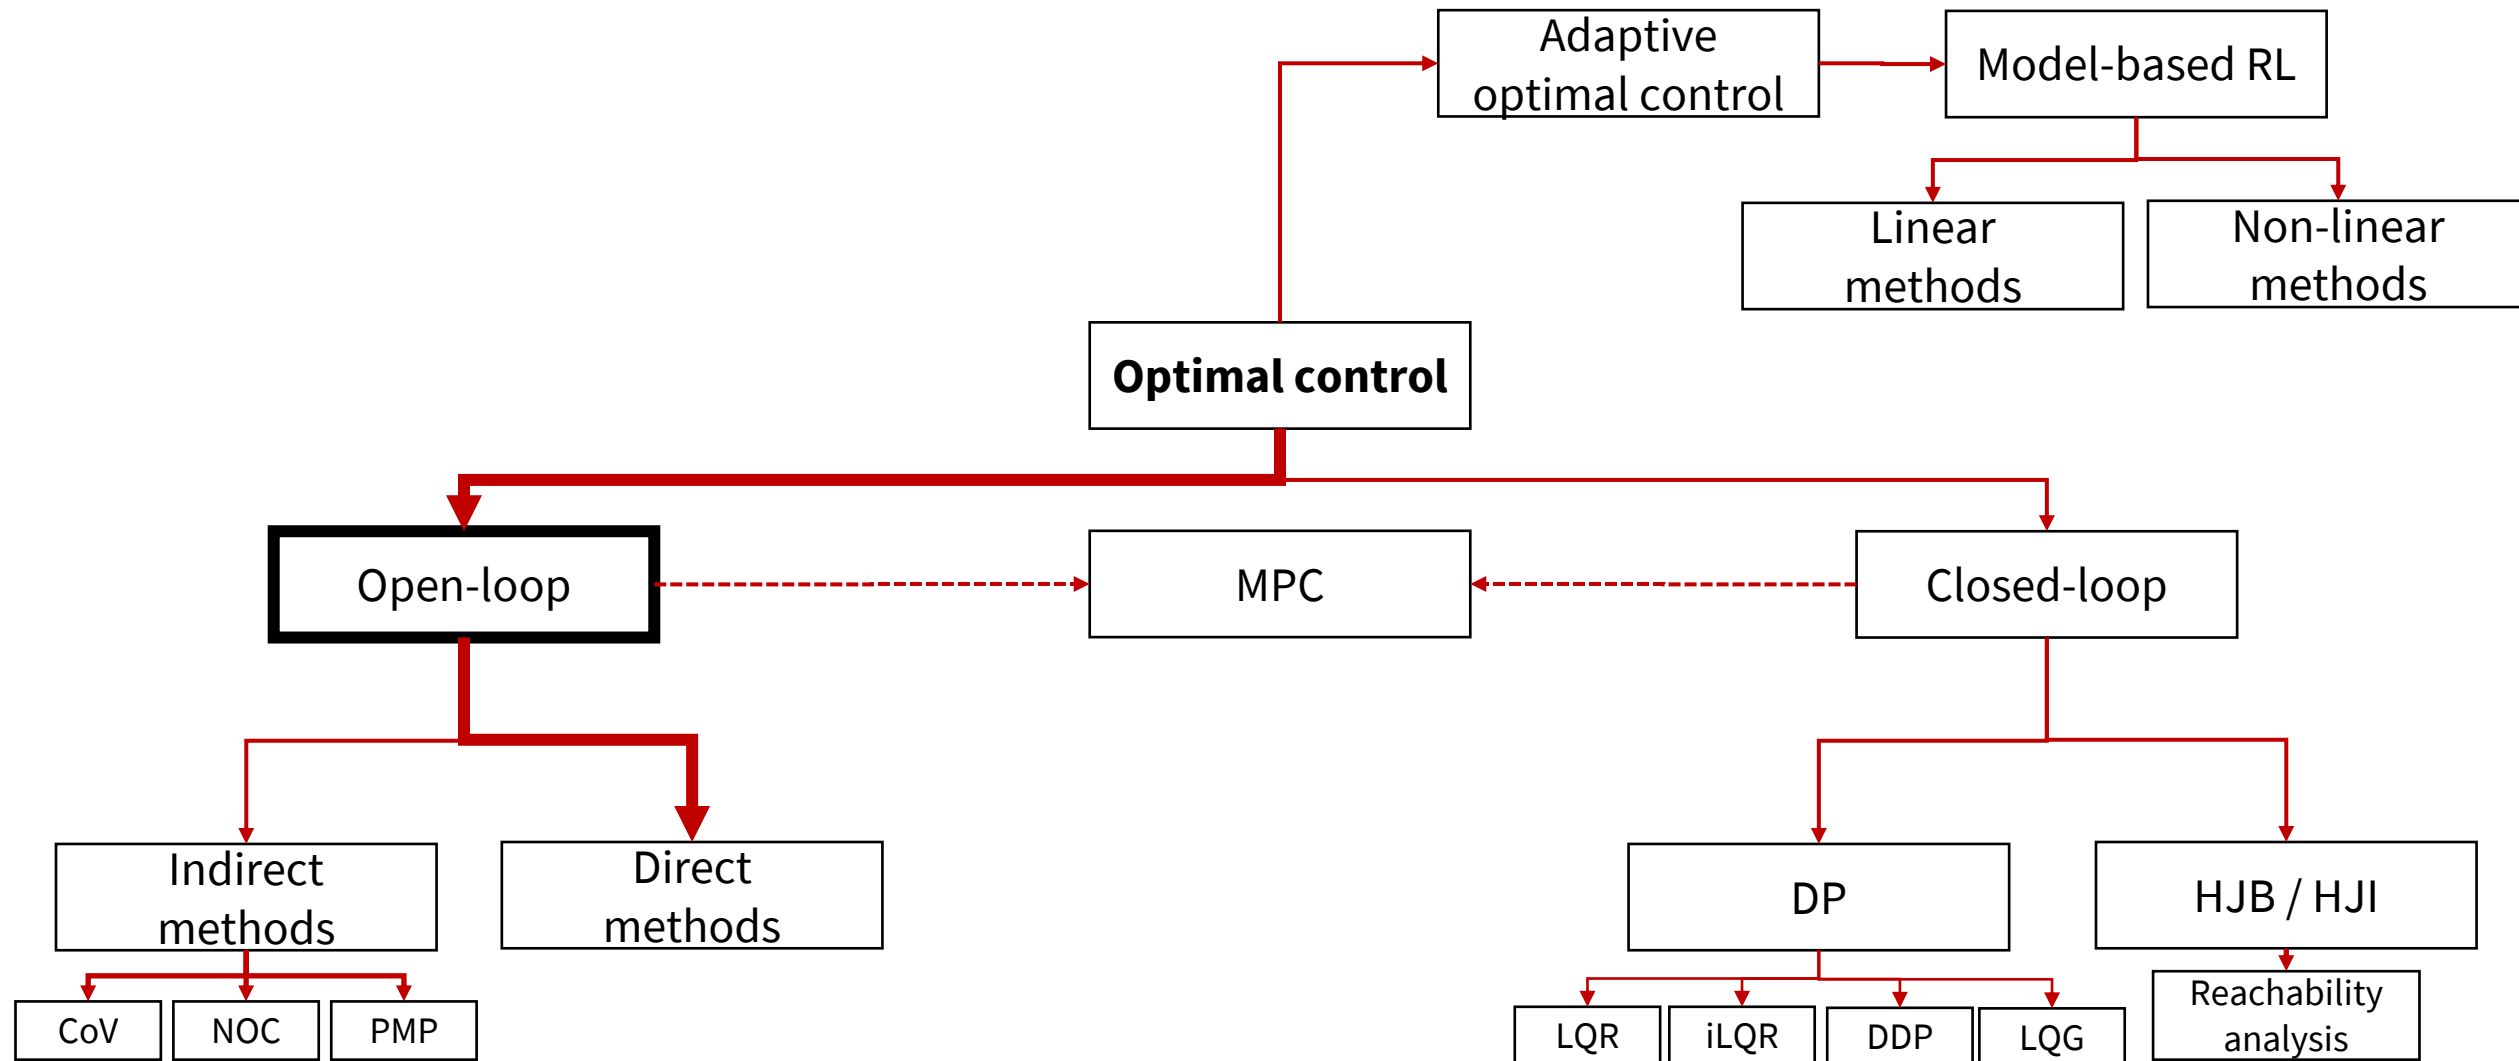 Adaptive
optimal control
Model-based RL
Linear
methods
Non-linear
methods
Optimal control
Open-loop
MPC
Closed-loop
Indirect
methods
Direct
methods
DP
HJB / HJI
CoV
NOC
PMP
LQR
iLQR
DDP
LQG
Reachability
analysis